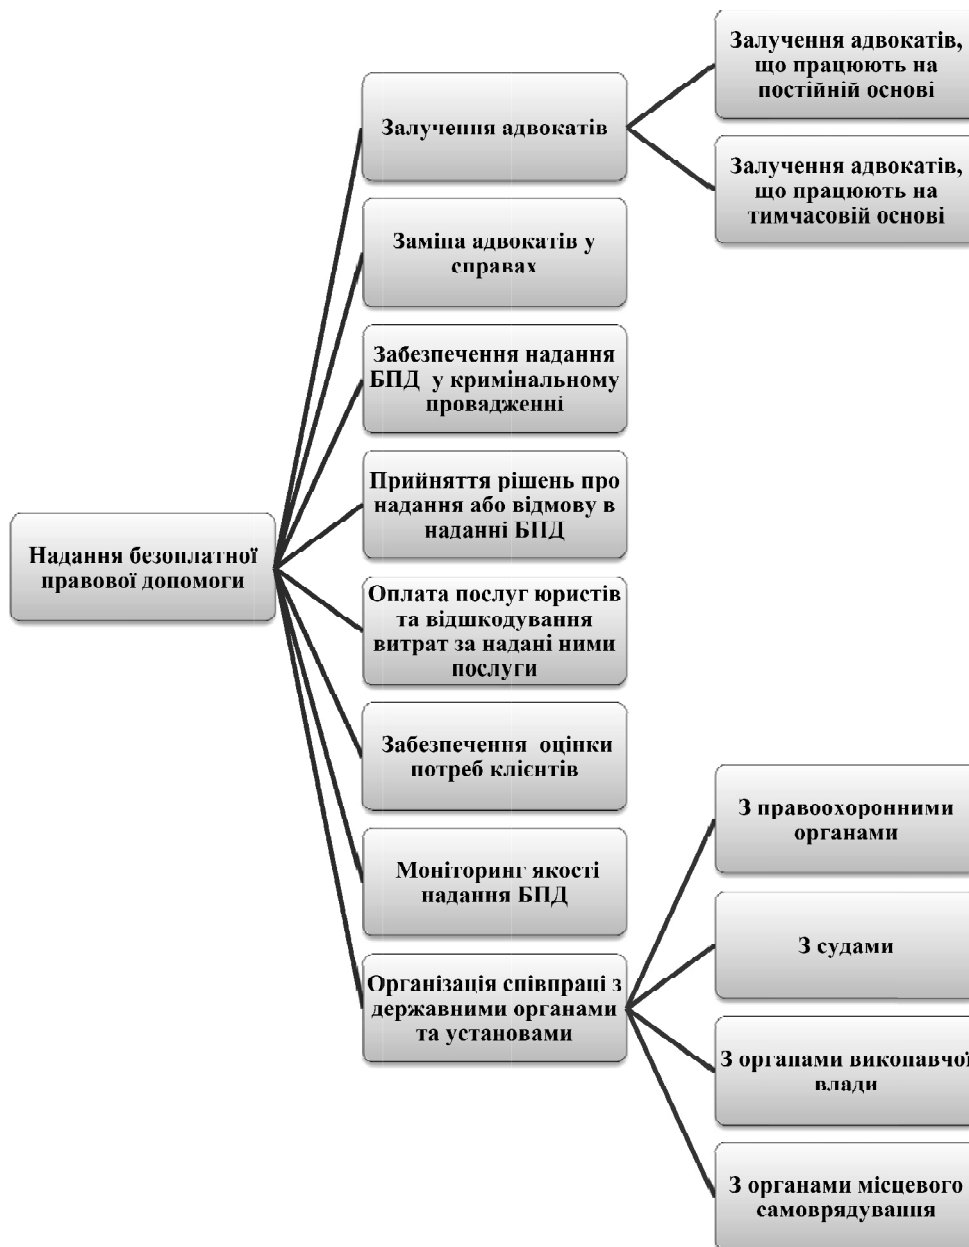 Надання безоплатної
правової допомоги
Залучення адвокатів
Залучення адвокатів,
що працюють на
постійній основі
Залучення адвокатів,
що працюють на
тимчасовій основі
Заміна адвокатів у
справах
Забезпечення надання
БПД у кримінальному
провадженні
Прийняття рішень про
надання або відмову в
наданні БПД
Оплата послуг юристів
та відшкодування
витрат за надані ними
послуги
Забезпечення оцінки
потреб клієнтів
Моніторинг якості
надання БПД
Організація співпраці з
державними органами
та установами
З правоохоронними
органами
З судами
З органами виконавчої
влади
З органами місцевого
самоврядування